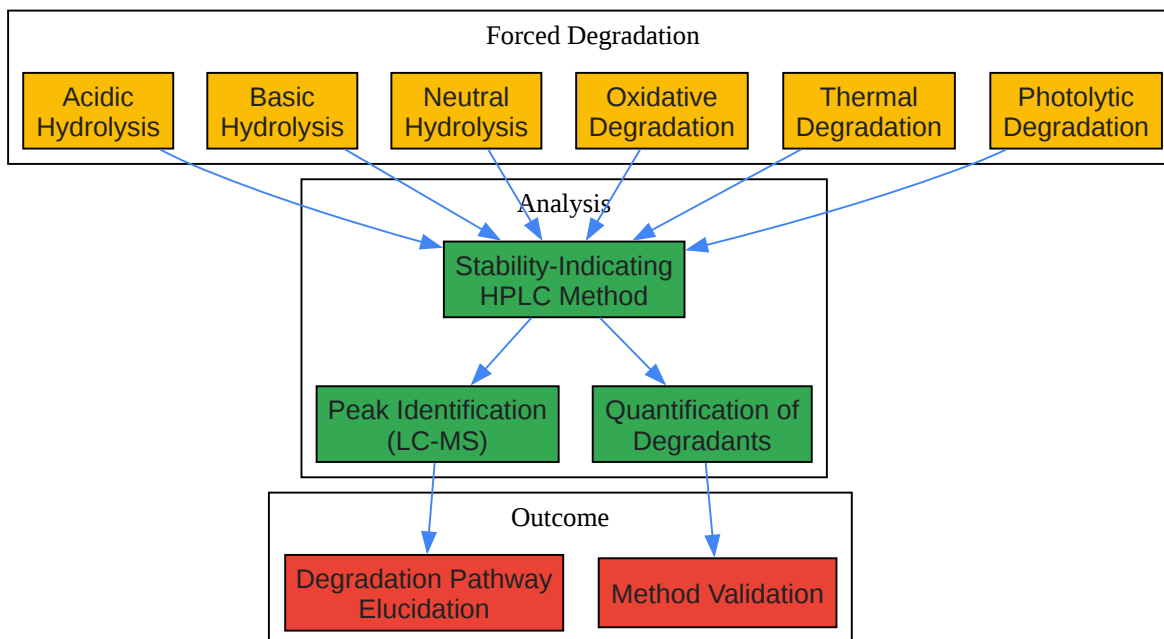 Forced Degradation
Acidic
Hydrolysis
Basic
Hydrolysis
Neutral
Hydrolysis
Oxidative
Degradation
Thermal
Degradation
Photolytic
Degradation
Analysis
Stability-Indicating
HPLC Method
Peak Identification
(LC-MS)
Quantification of
Degradants
Outcome
Degradation Pathway
Elucidation
Method Validation